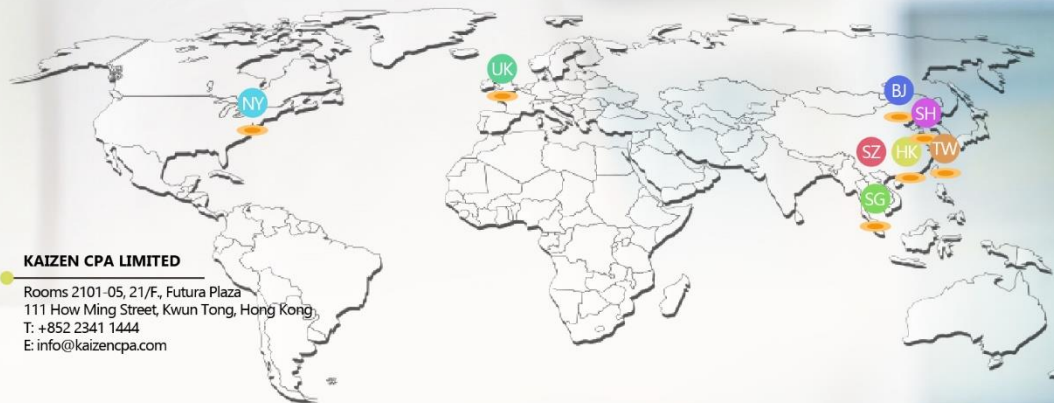 UK
NY
BJ
SH
SZ
HK
TW
SG
KAIZEN CPA LIMITED
Rooms 2101-05, 21/F., Futura Plaza
111 How Ming Street, Kwun Tong, Hong Kong
T: +852 2341 1444
E: info@kaizencpa.com